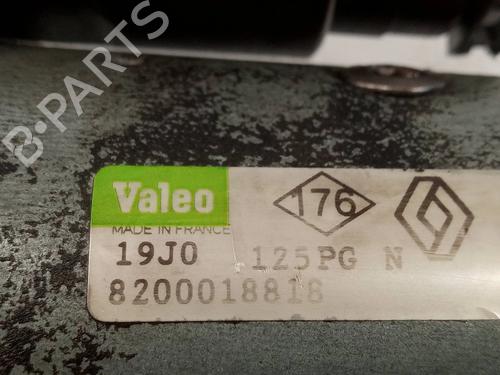 B-PARTS
Valeo
176
MADE IN FRANCE
19J0 125PG N
8200018818